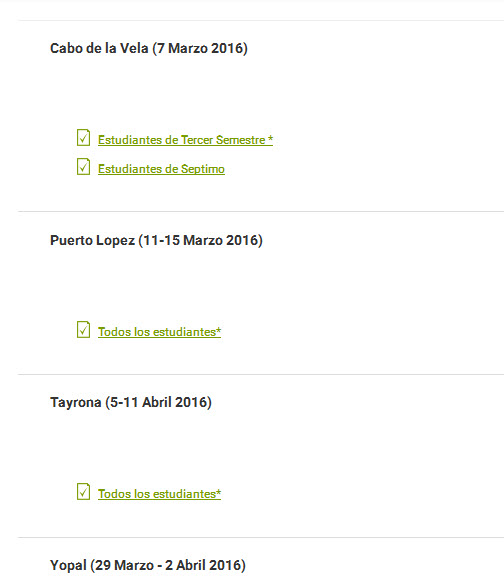 Cabo de la Vela (7 Marzo 2016)
Estudiantes de Tercer Semestre *
Estudiantes de Septimo
Puerto Lopez (11-15 Marzo 2016)
Todos los estudiantes*
Tayrona (5-11 Abril 2016)
Todos los estudiantes*
Yopal (29 Marzo - 2 Abril 2016)